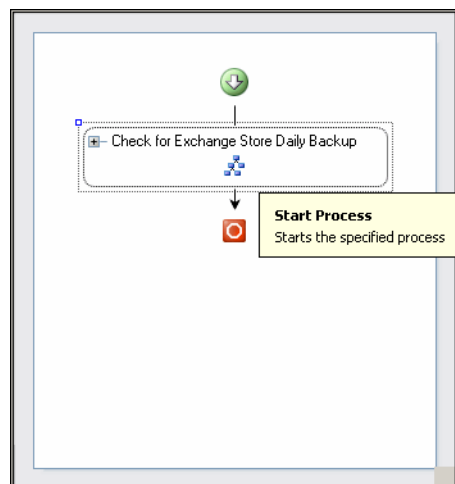 Check for Exchange Store Daily Backup
Start Process
Starts the specified process